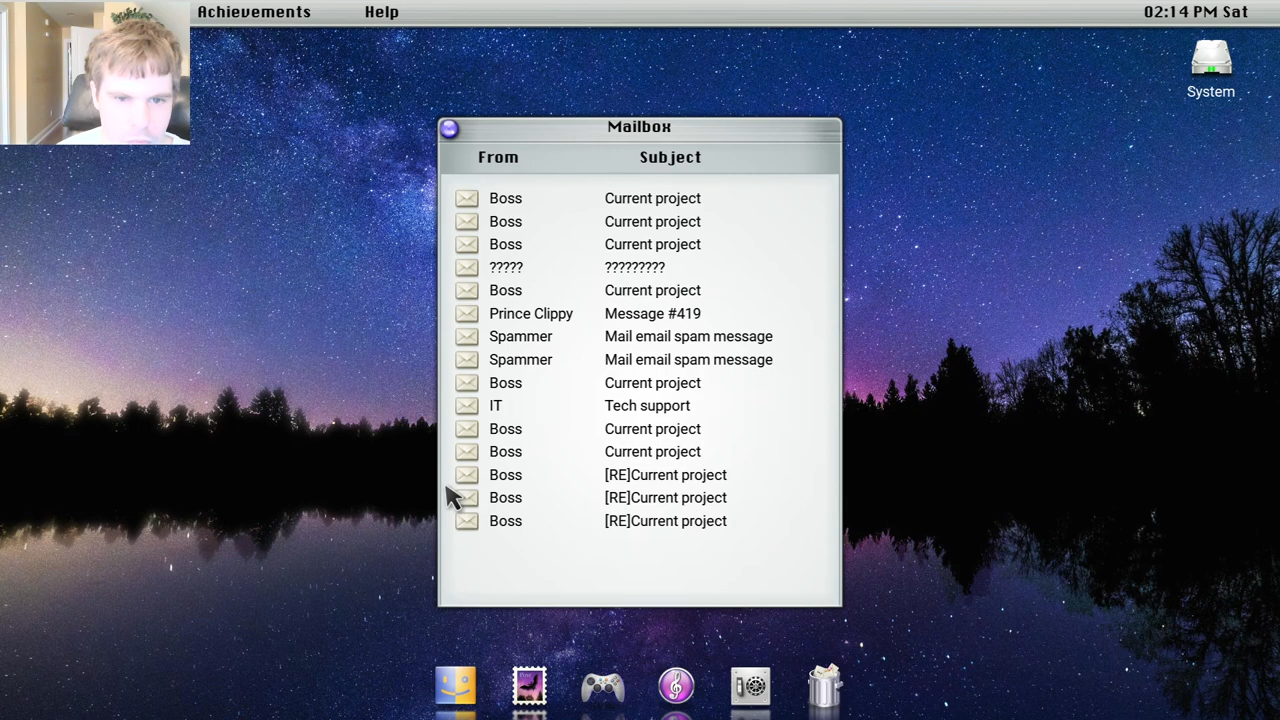 Achievements Help 02:14 PM Sat
System
Mailbox
From Subject
Boss Current project
Boss Current project
Boss Current project
????? ?????????
Boss Current project
Prince Clippy Message #419
Spammer Mail email spam message
Spammer Mail email spam message
Boss Current project
IT Tech support
Boss Current project
Boss Current project
Boss [RE]Current project
Boss [RE]Current project
Boss [RE]Current project